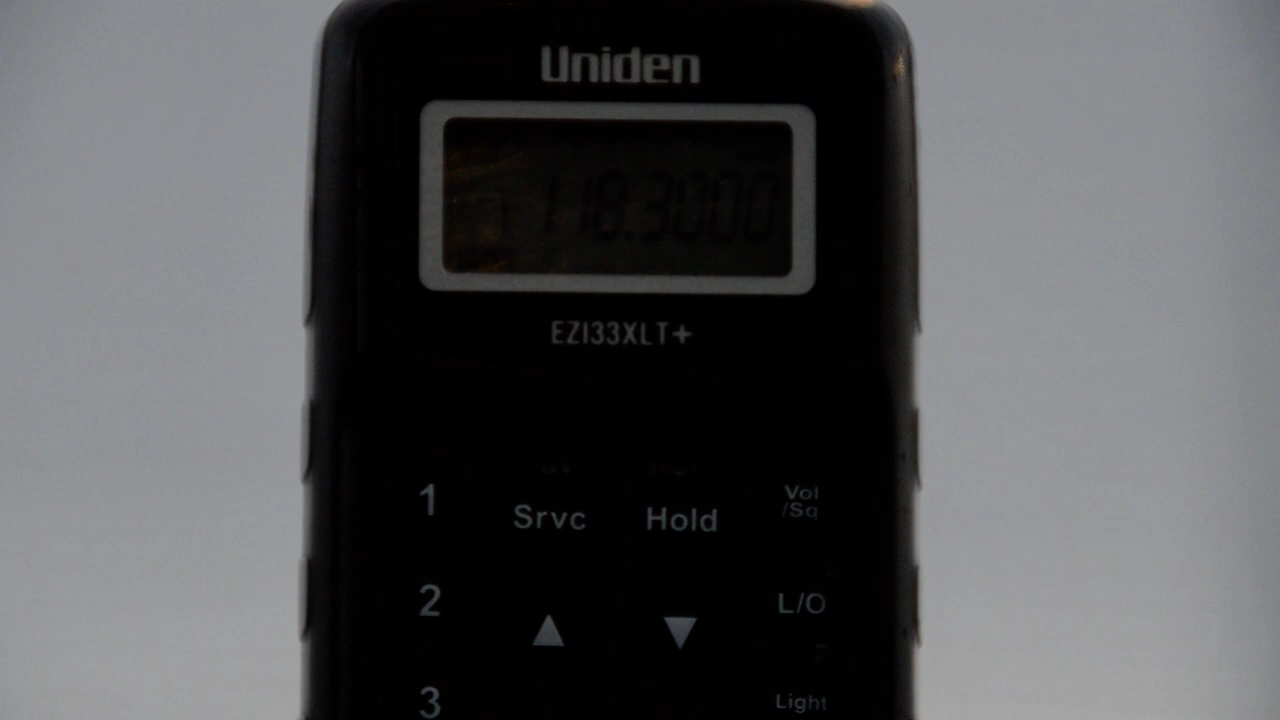 Uniden
118.3000
EZI33XLT+
1
Srvc
Hold
Vol
/Sq
2
▲
▼
L/O
3
Light